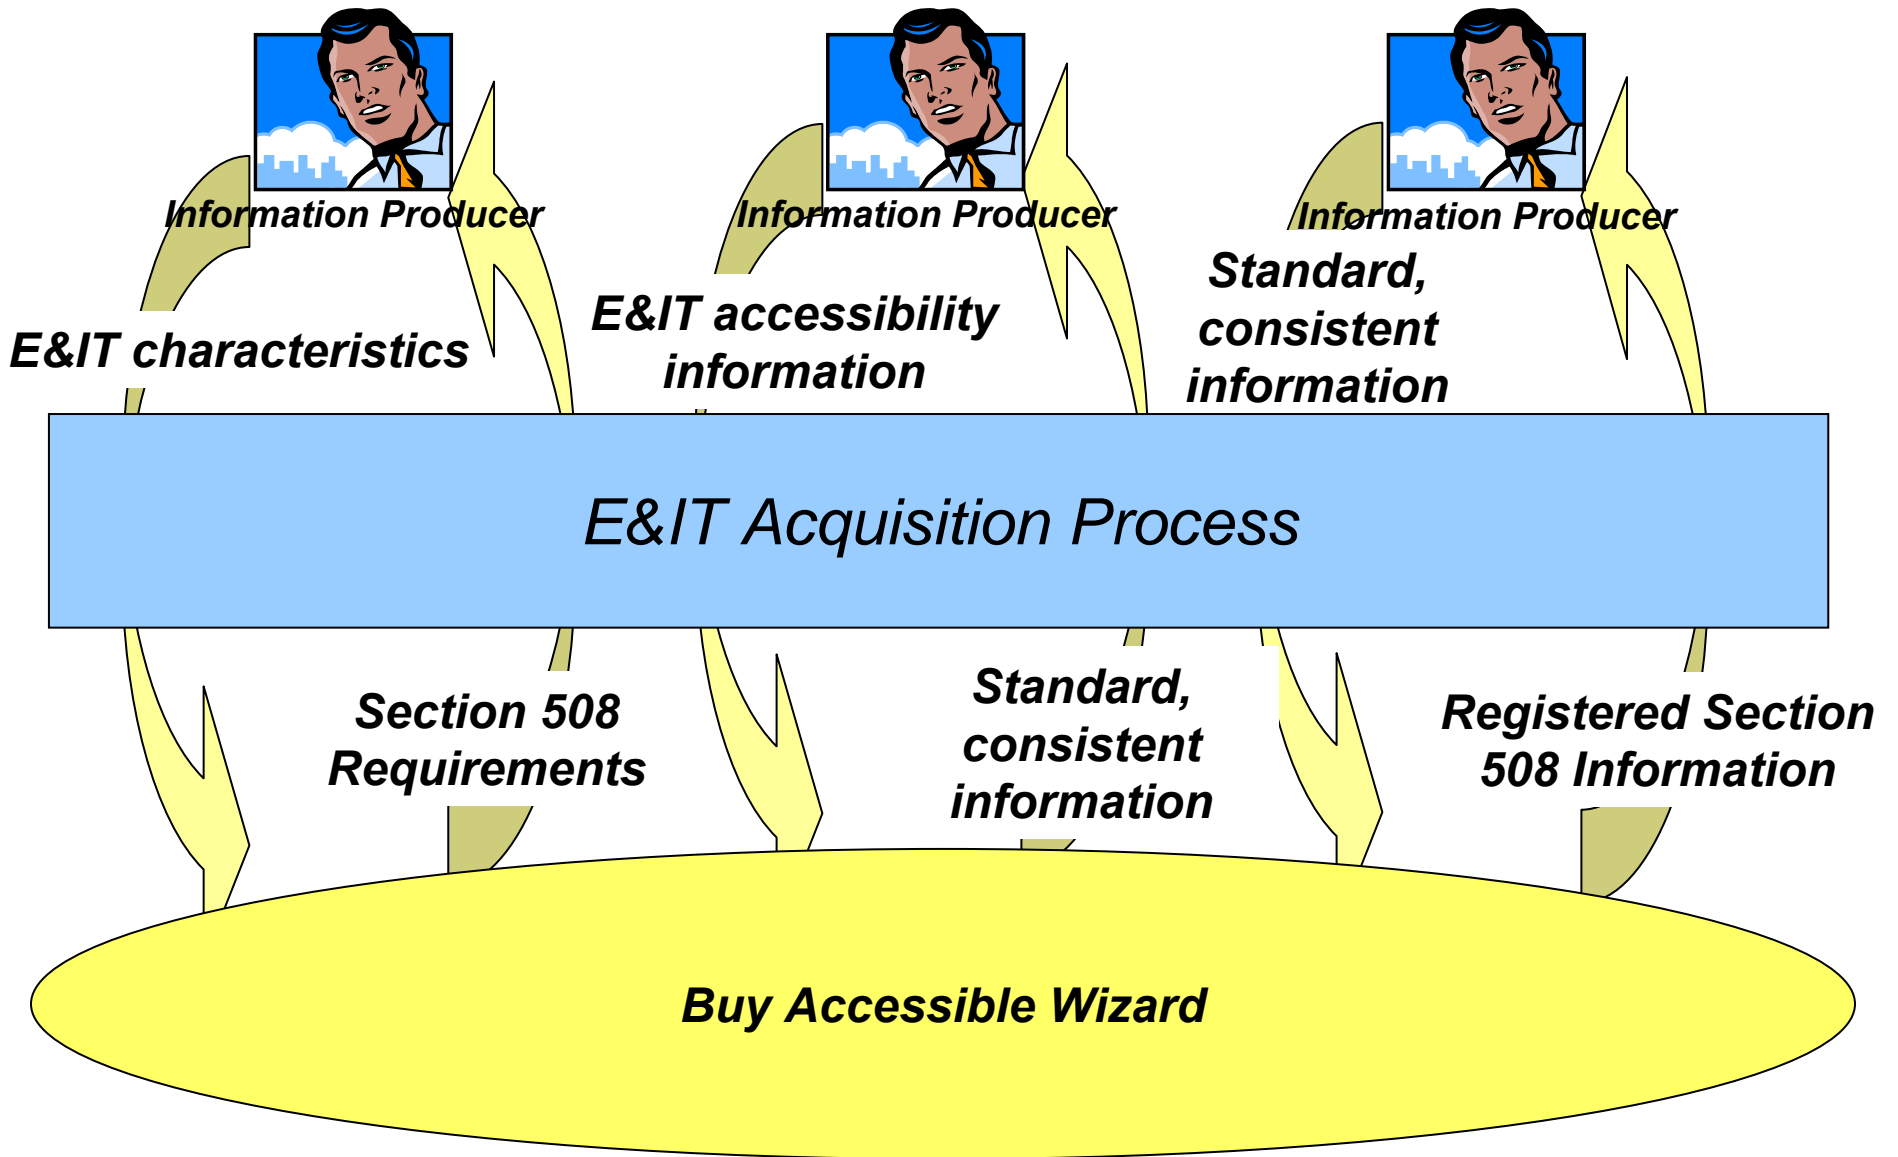 Information Producer
Information Producer
Information Producer
E&IT characteristics
E&IT accessibility
information
Standard,
consistent
information
E&IT Acquisition Process
Section 508
Requirements
Standard,
consistent
information
Registered Section
508 Information
Buy Accessible Wizard